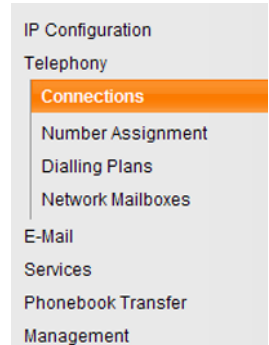 IP Configuration
Telephony
Connections
Number Assignment
Dialling Plans
Network Mailboxes
E-Mail
Services
Phonebook Transfer
Management